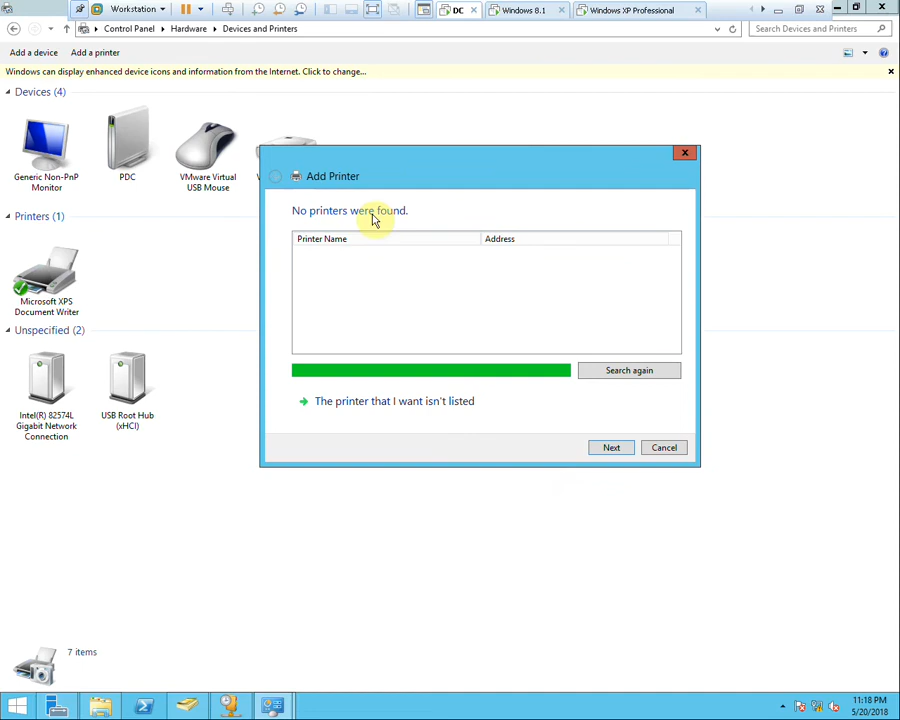 Workstation
DC
Windows 8.1
Windows XP Professional
Control Panel
Hardware
Devices and Printers
Search Devices and Printers
Add a device
Add a printer
Windows can display enhanced device icons and information from the Internet. Click to change...
Devices (4)
Generic Non-PnP
Monitor
PDC
VMware Virtual
USB Mouse
Printers (1)
Microsoft XPS
Document Writer
Unspecified (2)
Intel(R) 82574L
Gigabit Network
Connection
USB Root Hub
(xHCI)
Add Printer
No printers were found.
Printer Name
Address
Search again
The printer that I want isn't listed
Next
Cancel
7 items
11:18 PM
5/20/2018